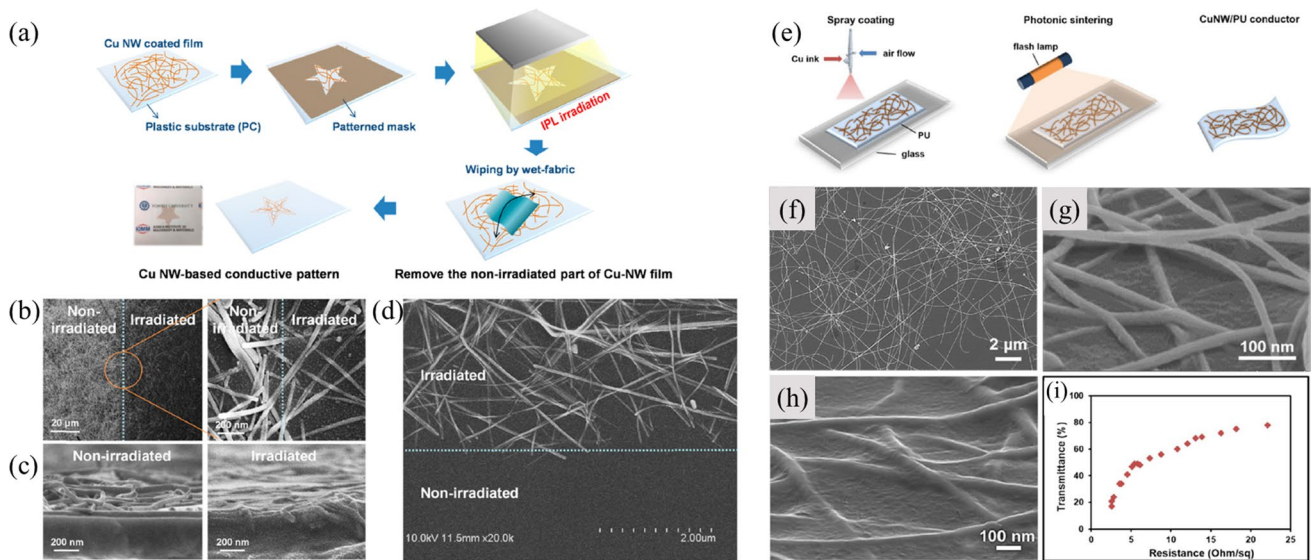 (a)
Cu NW coated film
Plastic substrate (PC)
Patterned mask
IPL irradiation
Wiping by wet-fabric
Cu NW-based conductive pattern
Remove the non-irradiated part of Cu-NW film
(b)
Non-
irradiated
Irradiated
20 μm
Non-
irradiated
Irradiated
200 nm
(c)
Non-irradiated
200 nm
Irradiated
200 nm
(d)
Irradiated
Non-irradiated
10.0kV 11.5mm x20.0k
2.00um
(e)
Spray coating
Cu ink
air flow
PU
glass
Photonic sintering
flash lamp
CuNW/PU conductor
(f)
2 μm
(g)
100 nm
(h)
100 nm
(i)
Transmittance (%)
100
80
60
40
20
0
0
5
10
15
20
25
Resistance (Ohm/sq)